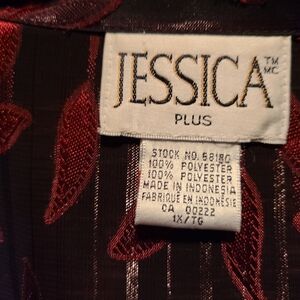 JESSICA TM MC
PLUS
STOCK NO. 68180
100% POLYESTER
100% POLYESTER
MADE IN INDONESIA
FABRIQUÉ EN INDONÉSIE
CA 00222
1X/TG